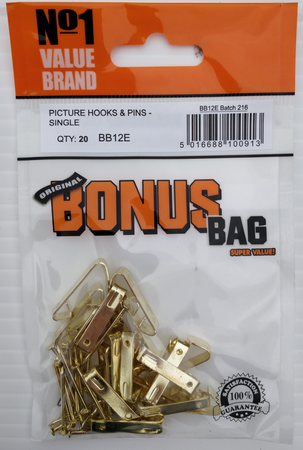 No1
VALUE
BRAND
PICTURE HOOKS & PINS -
SINGLE
QTY: 20 BB12E
BB12E Batch 216
5 016688 100913
ORIGINAL
BONUS
BAG
SUPER VALUE!
SATISFACTION
100%
GUARANTEE